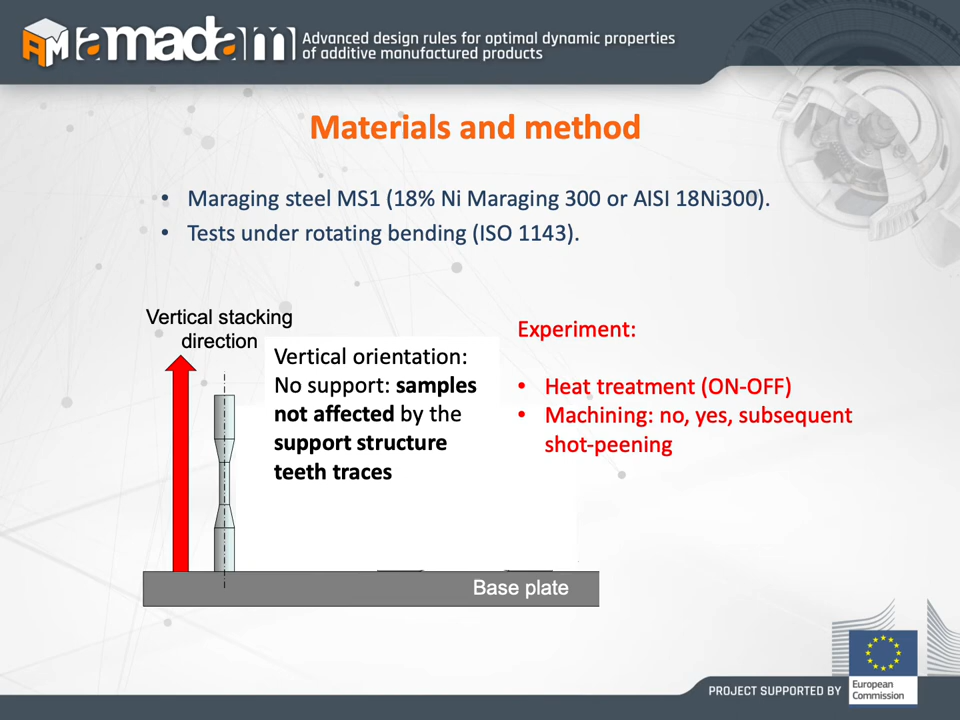 AM amadam Advanced design rules for optimal dynamic properties
of additive manufactured products
Materials and method
• Maraging steel MS1 (18% Ni Maraging 300 or AISI 18Ni300).
• Tests under rotating bending (ISO 1143).
Vertical stacking
direction
Vertical orientation:
No support: samples
not affected by the
support structure
teeth traces
Experiment:
• Heat treatment (ON-OFF)
• Machining: no, yes, subsequent
shot-peening
Base plate
PROJECT SUPPORTED BY
European
Commission